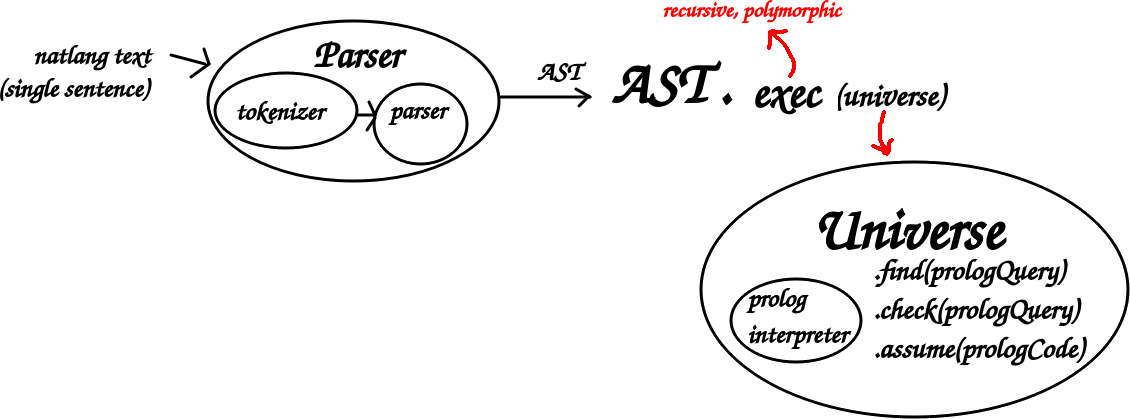 recursive, polymorphic
natlang text
(single sentence)
Parser
tokenizer
parser
AST
AST. exec (universe)
Universe
.find(prologQuery)
.check(prologQuery)
.assume(prologCode)
prolog
interpreter